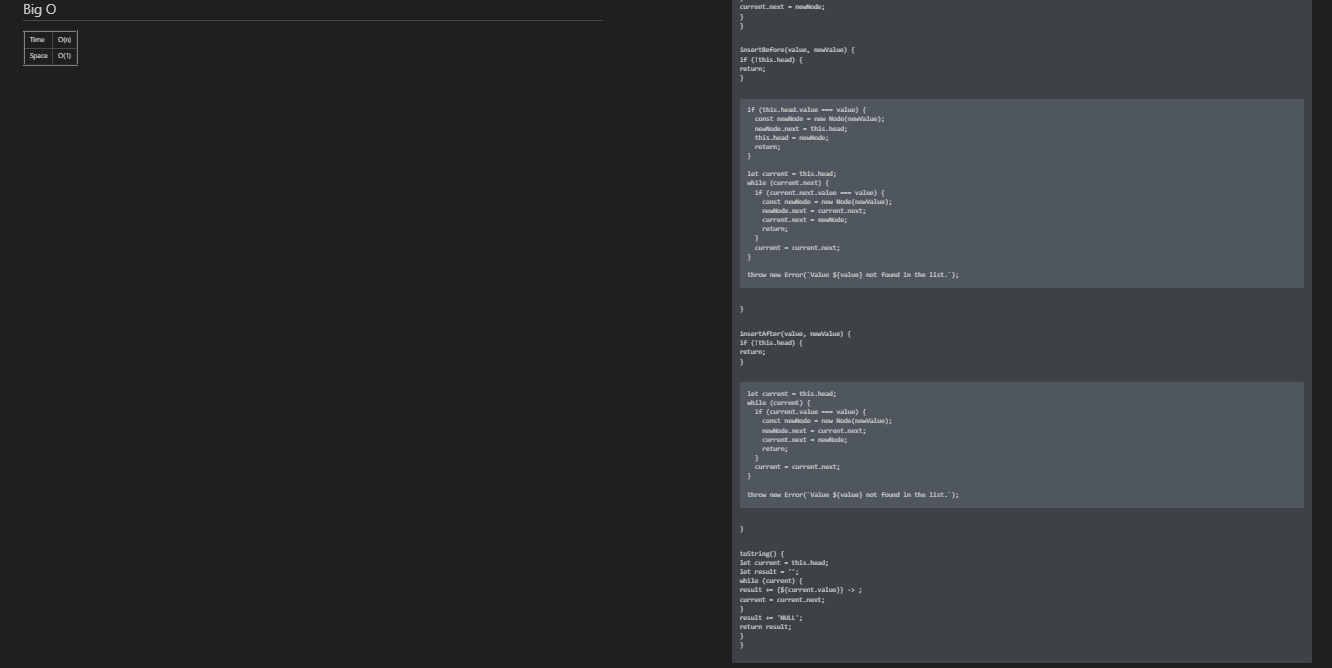 Big O
Time O(n)
Space O(1)
current.next = newNode;
}
}
insertBefore(value, newValue) {
if (!this.head) {
return;
}
if (this.head.value === value) {
const newNode = new Node(newValue);
newNode.next = this.head;
this.head = newNode;
return;
}
let current = this.head;
while (current.next) {
if (current.next.value === value) {
const newNode = new Node(newValue);
newNode.next = current.next;
current.next = newNode;
return;
}
current = current.next;
}
throw new Error(`Value ${value} not found in the list.`);
}
insertAfter(value, newValue) {
if (!this.head) {
return;
}
let current = this.head;
while (current) {
if (current.value === value) {
const newNode = new Node(newValue);
newNode.next = current.next;
current.next = newNode;
return;
}
current = current.next;
}
throw new Error(`Value ${value} not found in the list.`);
}
toString() {
let current = this.head;
let result = '';
while (current) {
result += {${current.value}} -> ;
current = current.next;
}
result += 'NULL';
return result;
}
}